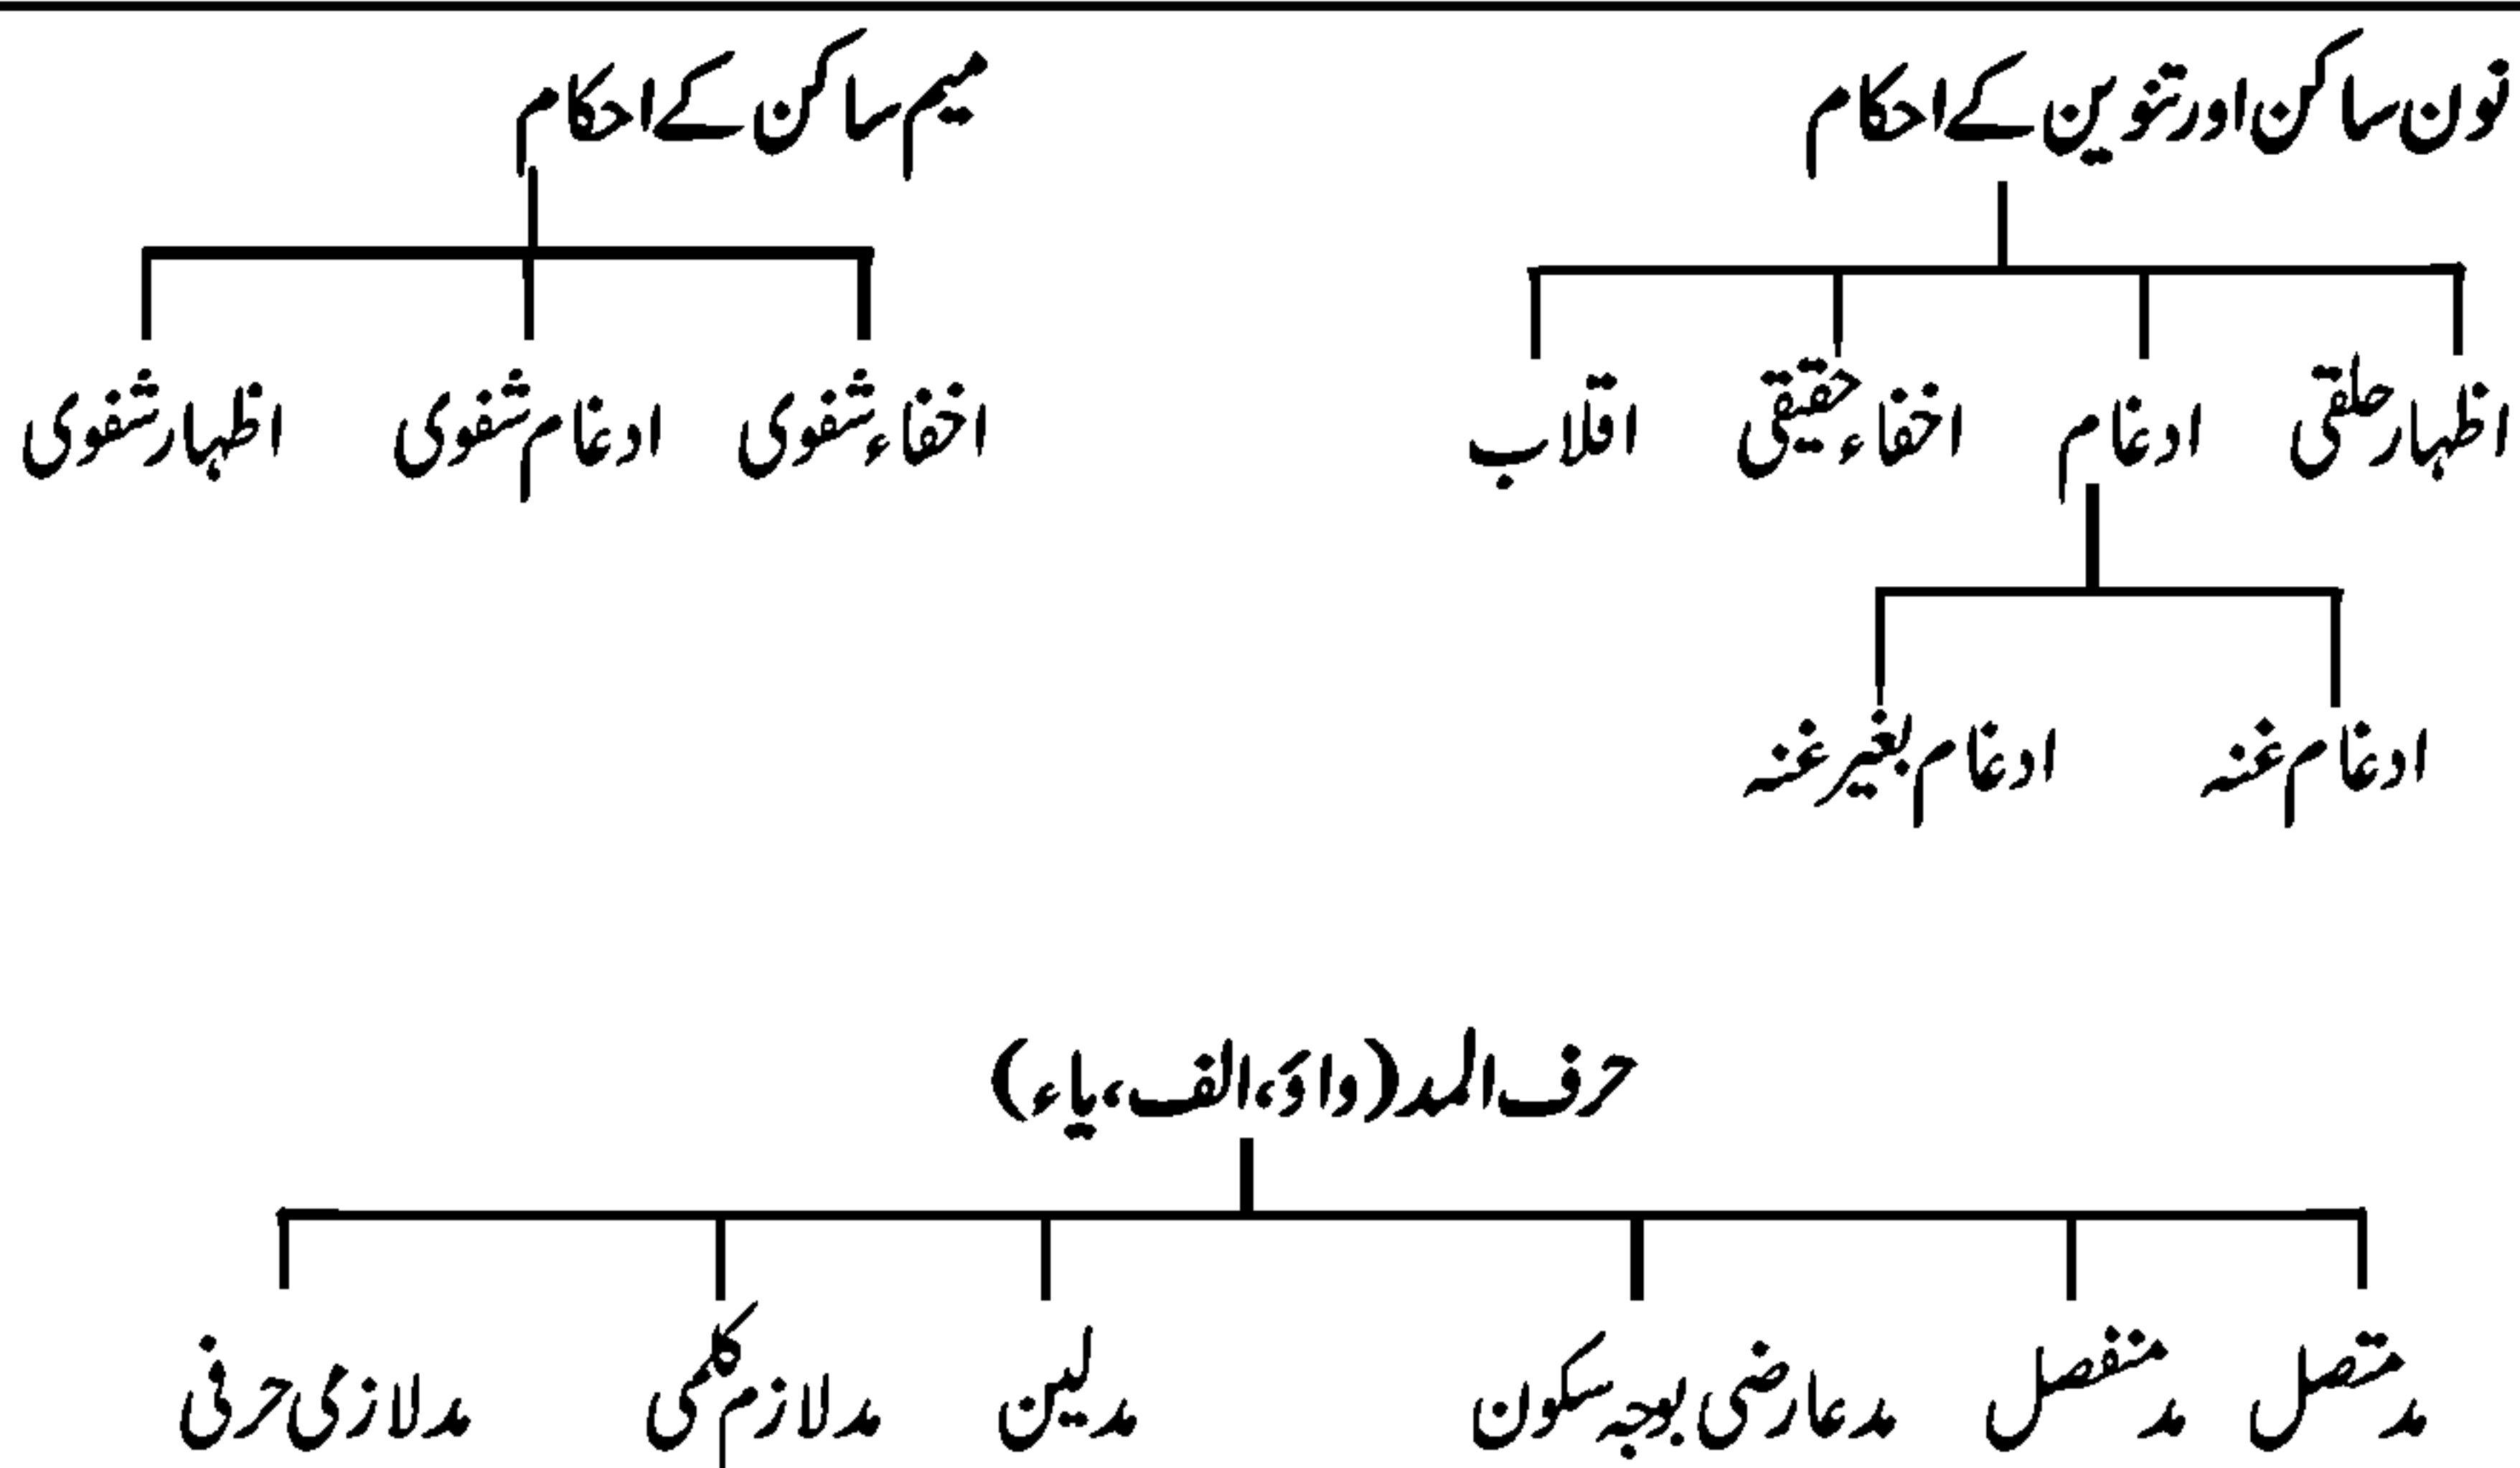 نون ساکن اور تنوین کے احکام
میم ساکن کے احکام
اظہار حلقی
ادغام
اخفاء حقیقی
اقلاب
اخفاء شفوی
ادغام شفوی
اظہار شفوی
ادغام غنہ
ادغام بغیر غنہ
حرف المد (واؤ، الف، یاء)
مد متصل
مد منفصل
مد عارضی بوجہ سکون
مد لین
مد لازم کلمی
مد لازمی حرفی